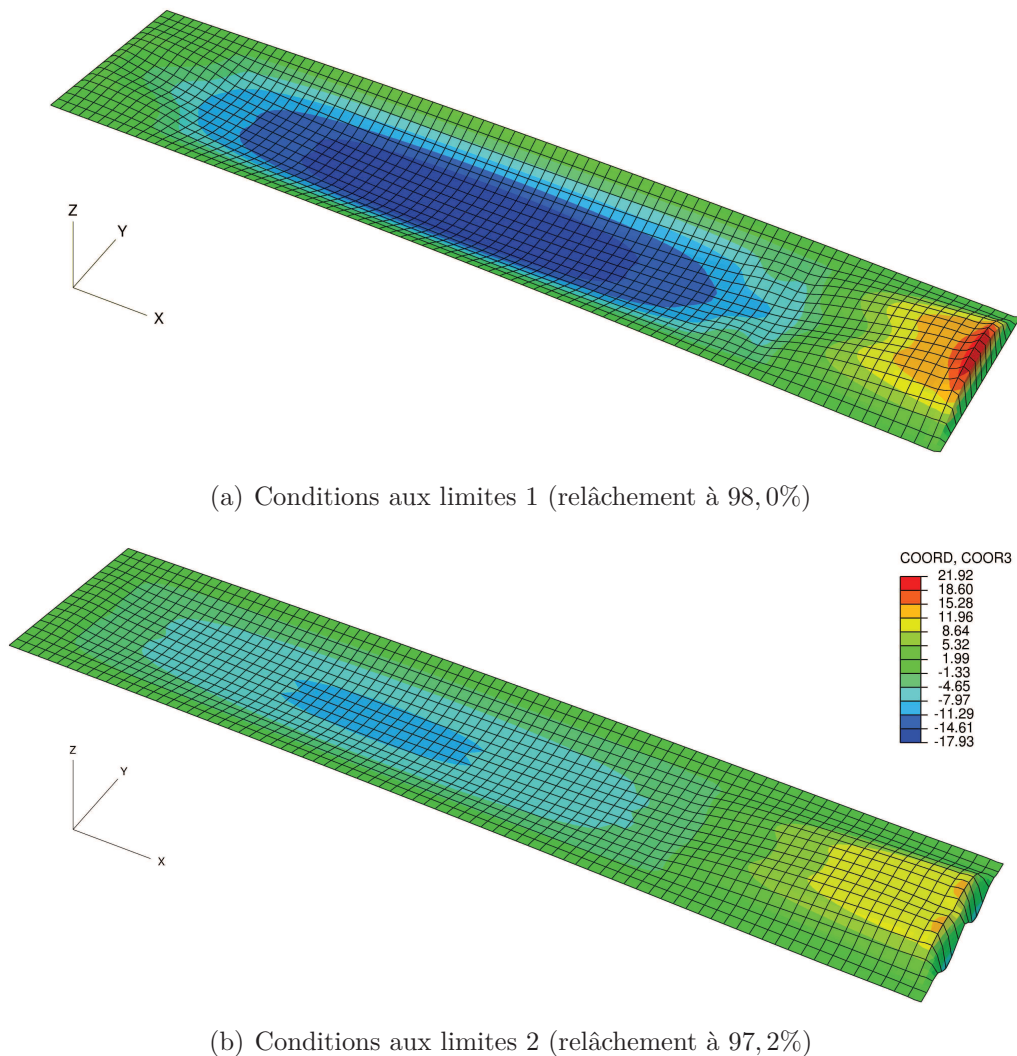 Z
Y
X
(a) Conditions aux limites 1 (relâchement à 98, 0%)
COORD, COOR3
21.92
18.60
15.28
11.96
8.64
5.32
1.99
-1.33
-4.65
-7.97
-11.29
-14.61
-17.93
Z
Y
X
(b) Conditions aux limites 2 (relâchement à 97, 2%)